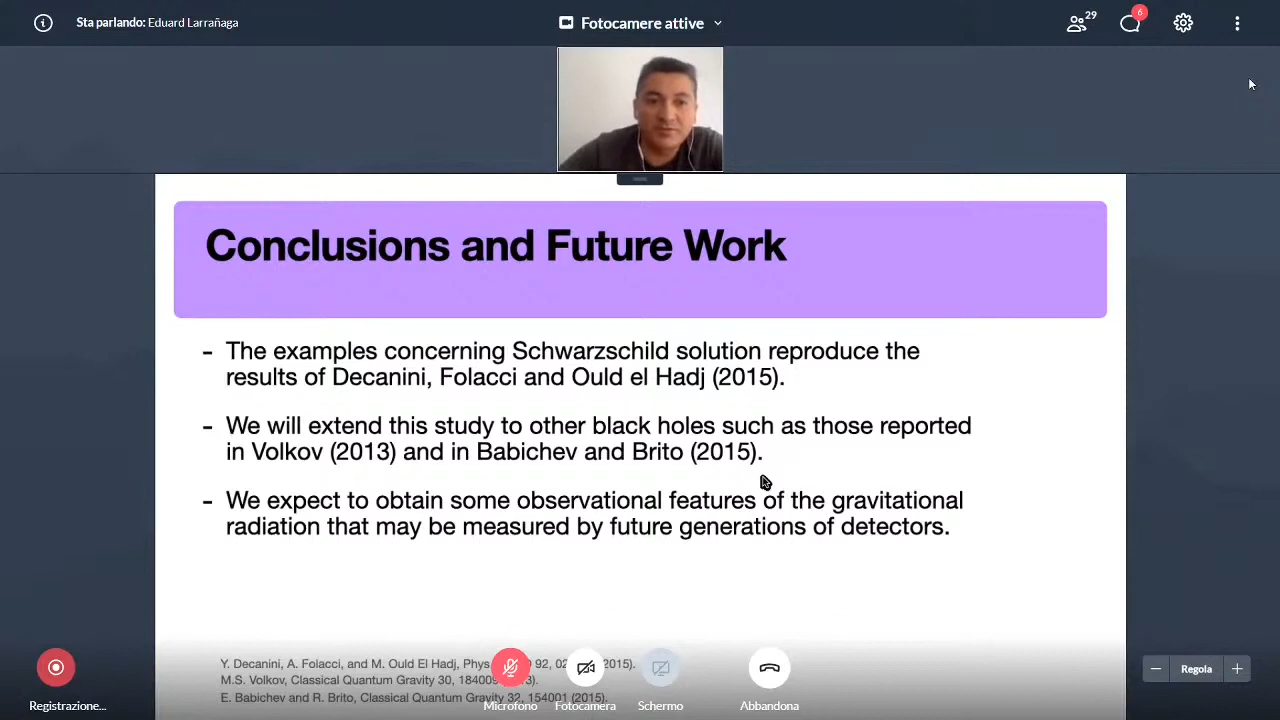 Sta parlando: Eduard Larrañaga
Fotocamere attive
29
6
Conclusions and Future Work
- The examples concerning Schwarzschild solution reproduce the
results of Decanini, Folacci and Ould el Hadj (2015).
- We will extend this study to other black holes such as those reported
in Volkov (2013) and in Babichev and Brito (2015).
- We expect to obtain some observational features of the gravitational
radiation that may be measured by future generations of detectors.
Y. Decanini, A. Folacci, and M. Ould El Hadj, Phys 92, 2015).
M.S. Volkov, Classical Quantum Gravity 30,
E. Babichev and R. Brito, Classical Quantum Gravity 32, 154001 (2015).
Registrazione...
Microfono
Fotocamera
Schermo
Abbandona
Regola